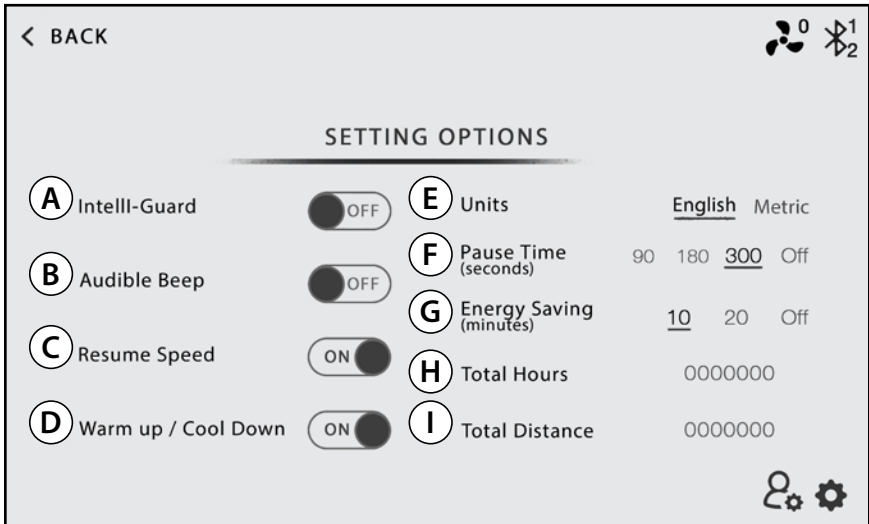 < BACK
0
1
2
SETTING OPTIONS
A IntellI-Guard OFF
B Audible Beep OFF
C Resume Speed ON
D Warm up / Cool Down ON
E Units English Metric
F Pause Time (seconds) 90 180 300 Off
G Energy Saving (minutes) 10 20 Off
H Total Hours 0000000
I Total Distance 0000000